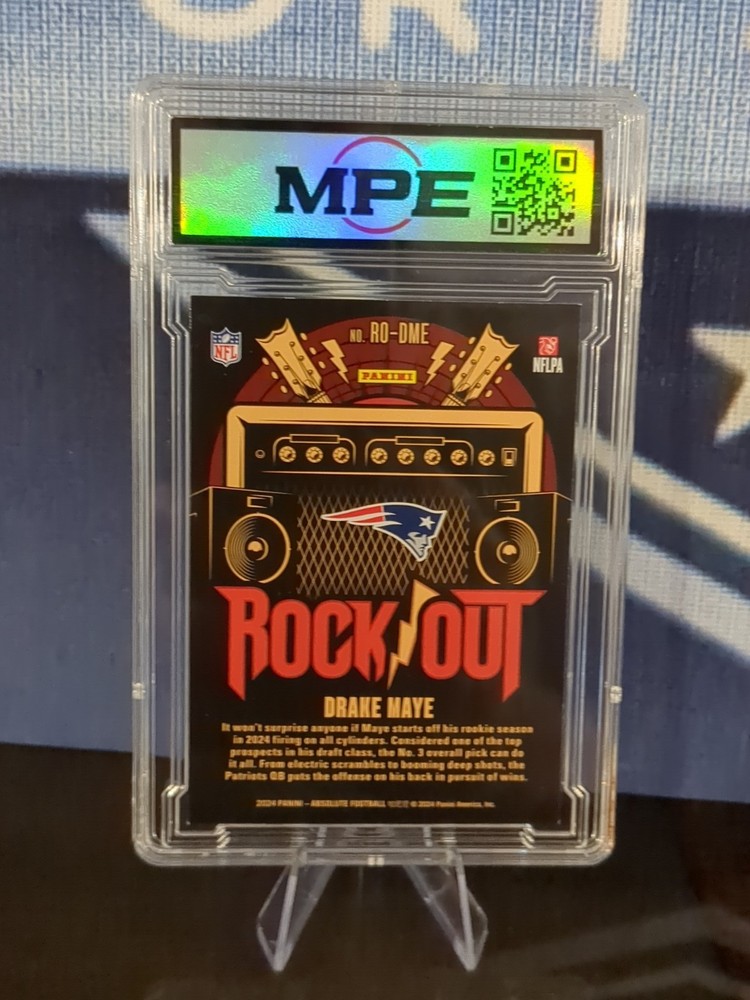 MPE
NFL
NO. RO-DME
NFLPA
PANINI
ROCK OUT
DRAKE MAYE
It won't surprise anyone if Maye starts off his rookie season
in 2024 firing on all cylinders. Considered one of the top
prospects in his draft class, the No. 3 overall pick can do
it all. From electric scrambles to booming deep shots, the
Patriots QB puts the offense on his back in pursuit of wins.
2024 PANINI – ABSOLUTE FOOTBALL © 2024 Panini America, Inc.